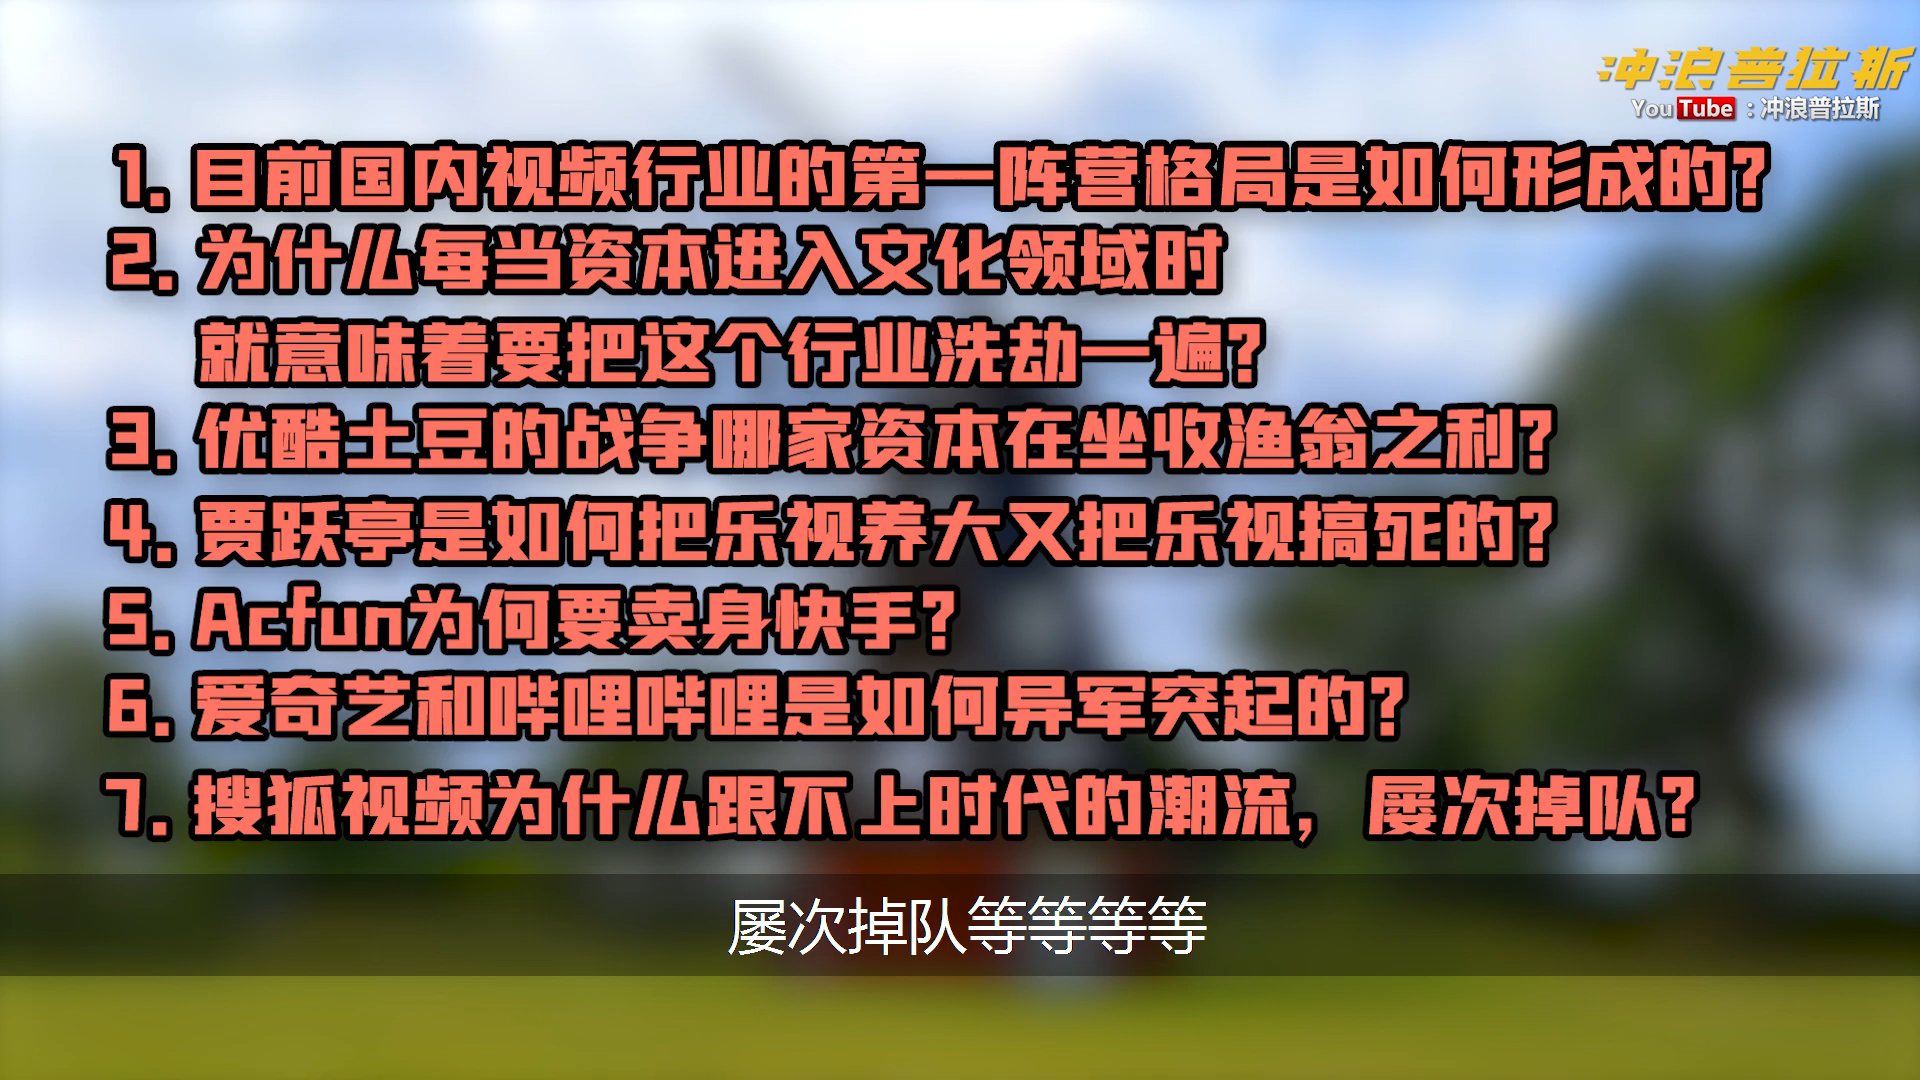 冲浪普拉斯
YouTube：冲浪普拉斯
1. 目前国内视频行业的第一阵营格局是如何形成的？
2. 为什么每当资本进入文化领域时
就意味着要把这个行业洗劫一遍？
3. 优酷土豆的战争哪家资本在坐收渔翁之利？
4. 贾跃亭是如何把乐视养大又把乐视搞死的？
5. Acfun为何要卖身快手？
6. 爱奇艺和哔哩哔哩是如何异军突起的？
7. 搜狐视频为什么跟不上时代的潮流，屡次掉队？
屡次掉队等等等等